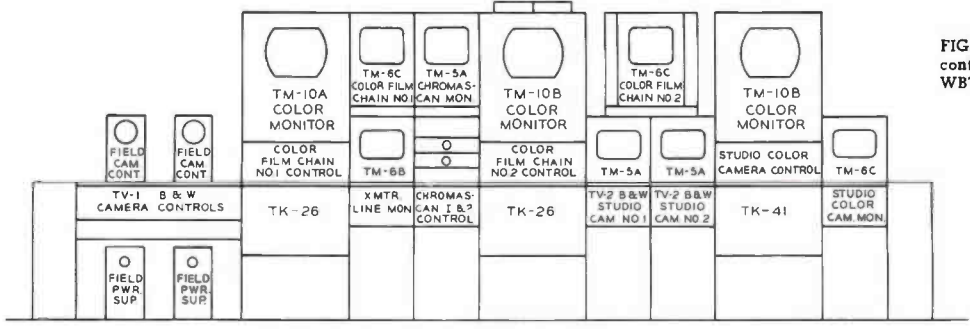 FIELD
CAM
CONT.
FIELD
CAM
CONT.
TV-1 B & W
CAMERA CONTROLS
FIELD
PWR.
SUP.
FIELD
PWR.
SUP.
TM-10A
COLOR
MONITOR
COLOR
FILM CHAIN
NO.1 CONTROL
TK-26
TM-6C
COLOR FILM
CHAIN NO.1
TM-6B
XMTR.
LINE MON.
TM-5A
CHROMAS-
CAN MON.
CHROMAS-
CAN 1 & 2
CONTROL
TM-10B
COLOR
MONITOR
COLOR
FILM CHAIN
NO.2 CONTROL
TK-26
TM-6C
COLOR FILM
CHAIN NO.2
TM-5A
TV-2 B&W
STUDIO
CAM NO.1
TM-5A
TV-2 B&W
STUDIO
CAM NO.2
TM-10B
COLOR
MONITOR
STUDIO COLOR
CAMERA CONTROL
TK-41
TM-6C
STUDIO
COLOR
CAM. MON.
FIG